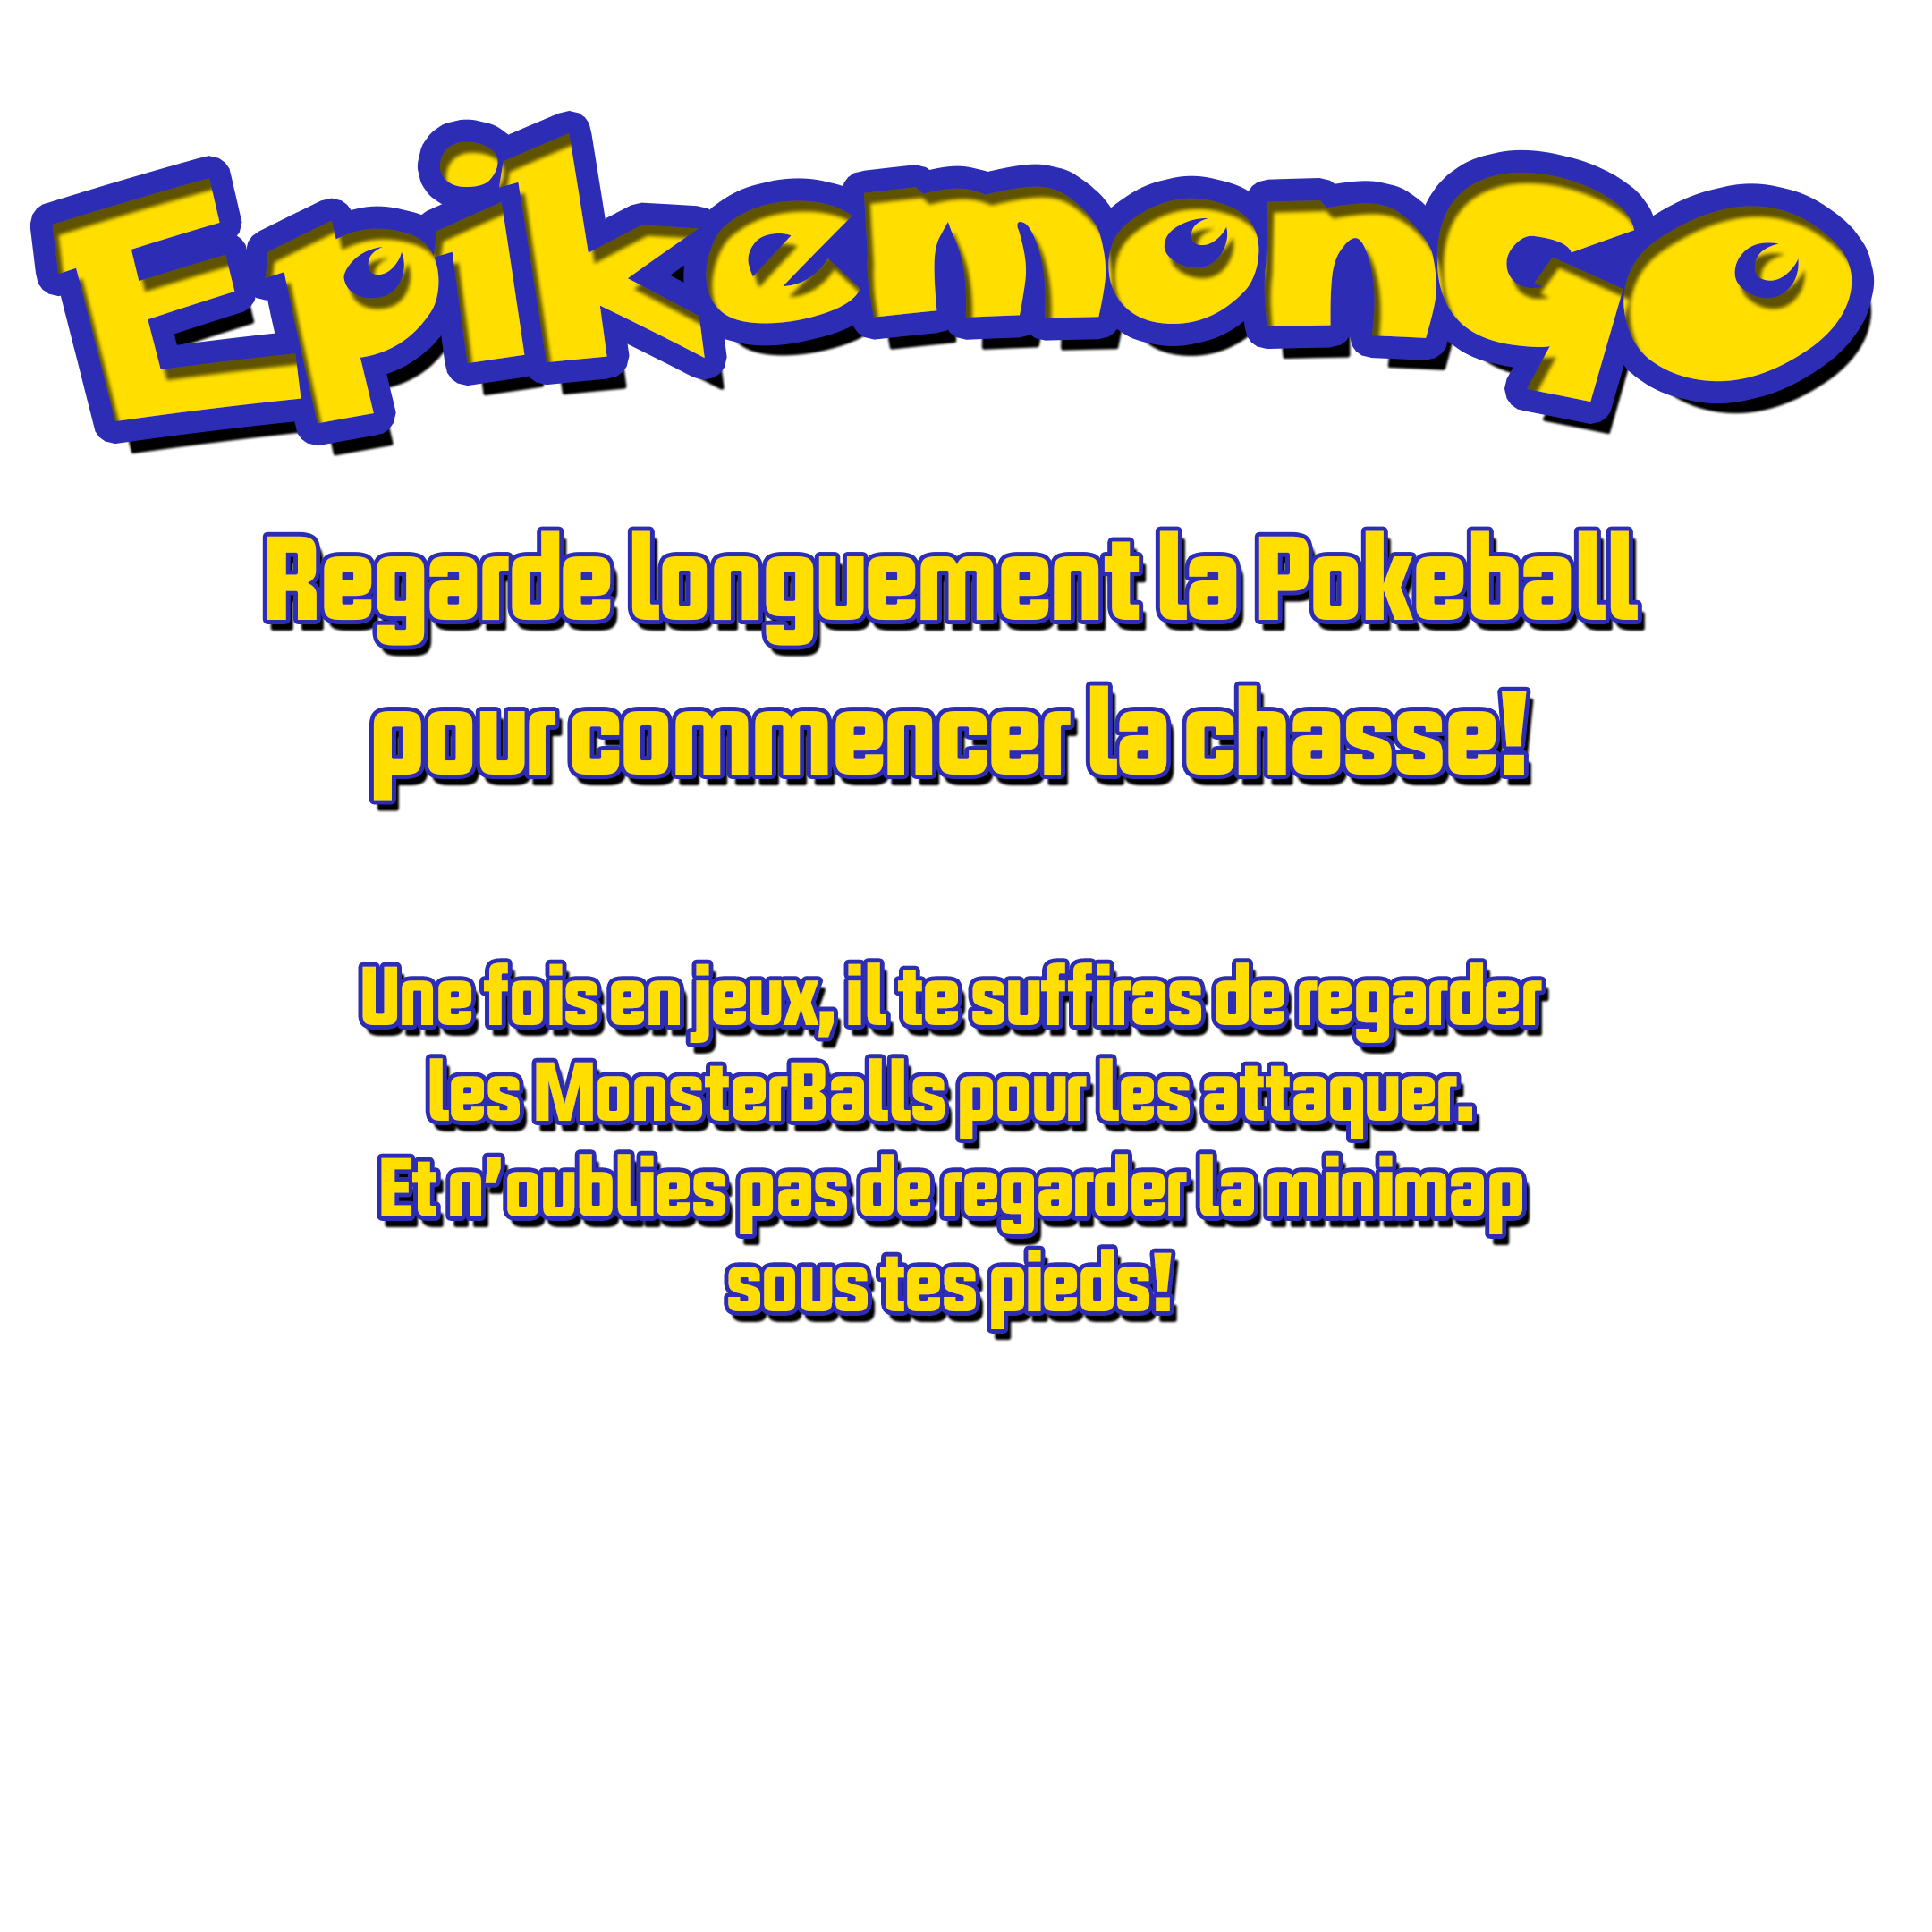 EpikemonGo
Regarde longuement la Pokeball
pour commencer la chasse!
Une fois en jeux, il te suffiras de regarder
les MonsterBalls pour les attaquer.
Et n'oublies pas de regarder la minimap
sous tes pieds!